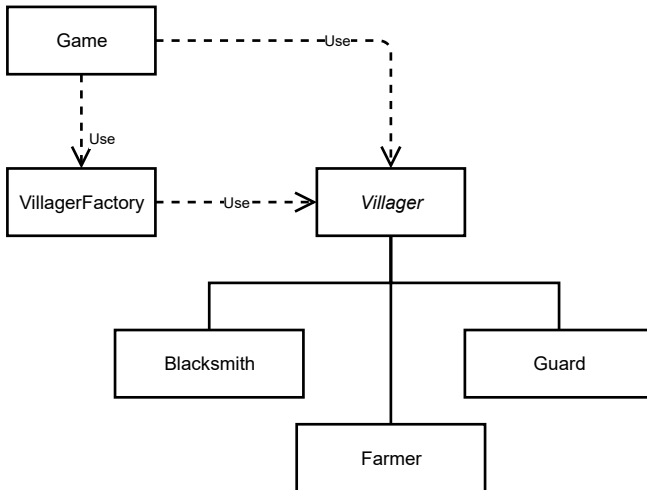 Game
Use
Use
VillagerFactory
Use
Villager
Blacksmith
Guard
Farmer